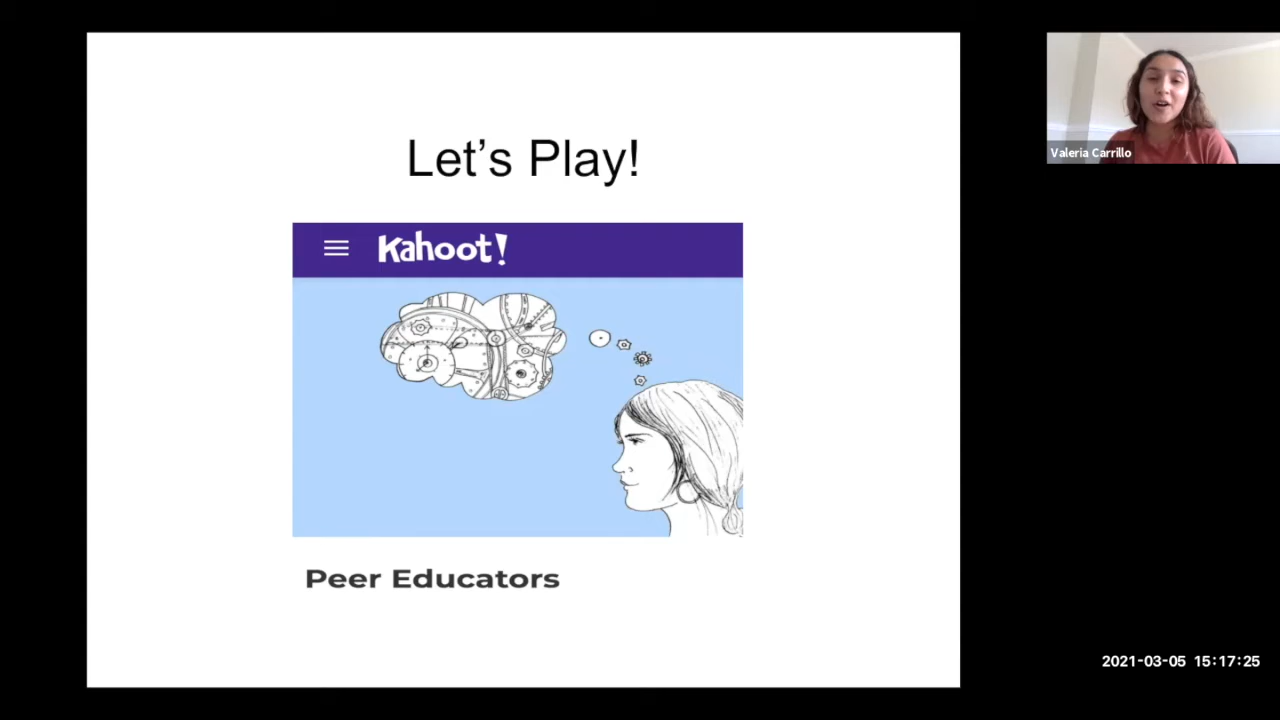 Let's Play!
Kahoot!
Peer Educators
Valeria Carrillo
2021-03-05 15:17:25